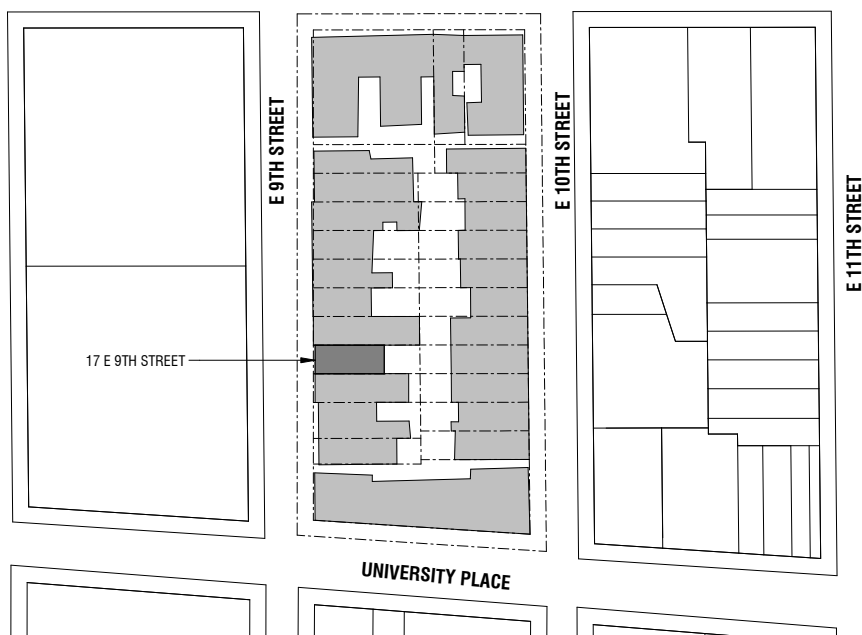 E 9TH STREET
E 10TH STREET
E 11TH STREET
17 E 9TH STREET
UNIVERSITY PLACE